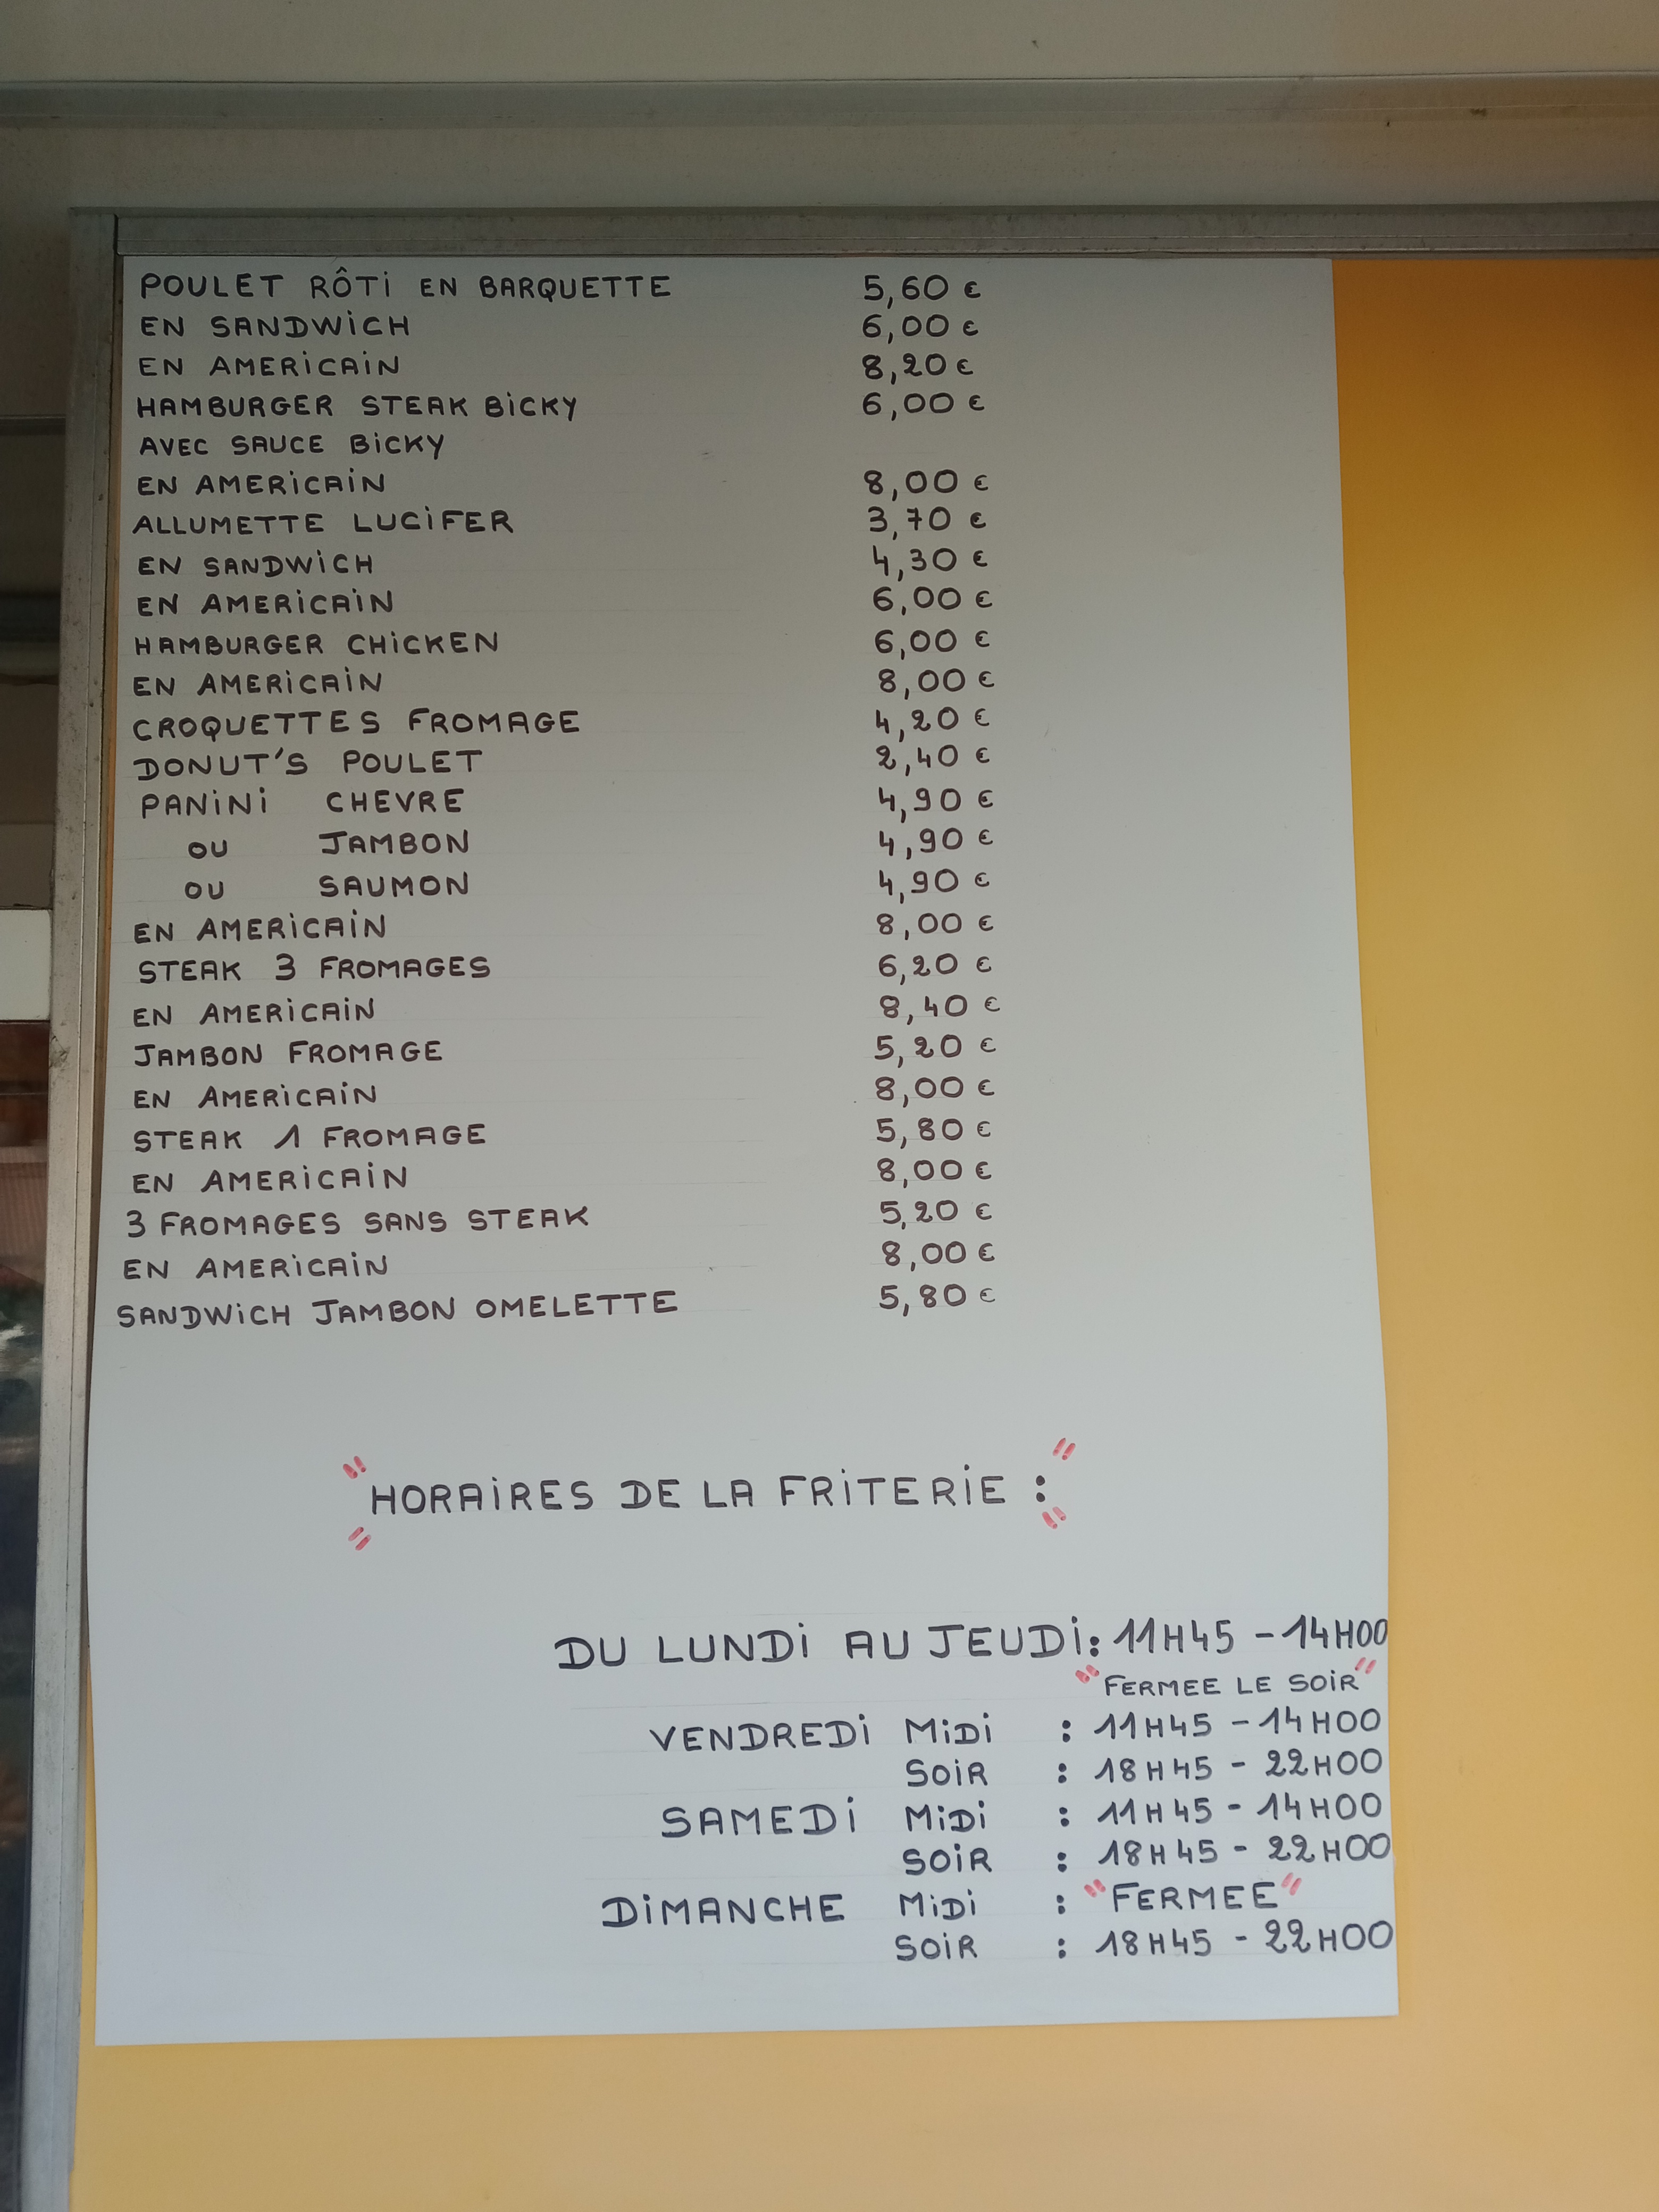 POULET RÔTi EN BARQUETTE 5,60 €
EN SANDWiCH 6,00 €
EN AMERiCAiN 8,20 €
HAMBURGER STEAK BiCKY 6,00 €
AVEC SAUCE BiCKY
EN AMERiCAiN 8,00 €
ALLUMETTE LUCiFER 3,70 €
EN SANDWiCH 4,30 €
EN AMERiCAiN 6,00 €
HAMBURGER CHiCKEN 6,00 €
EN AMERiCAiN 8,00 €
CROQUETTES FROMAGE 4,20 €
DONUT'S POULET 2,40 €
PANiNi CHEVRE 4,90 €
OU JAMBON 4,90 €
OU SAUMON 4,90 €
EN AMERiCAiN 8,00 €
STEAK 3 FROMAGES 6,20 €
EN AMERiCAiN 8,40 €
JAMBON FROMAGE 5,20 €
EN AMERiCAiN 8,00 €
STEAK 1 FROMAGE 5,80 €
EN AMERiCAiN 8,00 €
3 FROMAGES SANS STEAK 5,20 €
EN AMERiCAiN 8,00 €
SANDWiCH JAMBON OMELETTE 5,80 €
"HORAiRES DE LA FRiTERiE :"
DU LUNDi AU JEUDi: 11H45 - 14H00
"FERMEE LE SOiR"
VENDREDi MiDi : 11H45 - 14H00
SOiR : 18H45 - 22H00
SAMEDi MiDi : 11H45 - 14H00
SOiR : 18H45 - 22H00
DiMANCHE MiDi : "FERMEE"
SOiR : 18H45 - 22H00